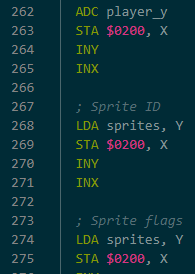 262 ADC player_y
263 STA $0200, X
264 INY
265 INX
266
267 ; Sprite ID
268 LDA sprites, Y
269 STA $0200, X
270 INY
271 INX
272
273 ; Sprite flags
274 LDA sprites, Y
275 STA $0200, X